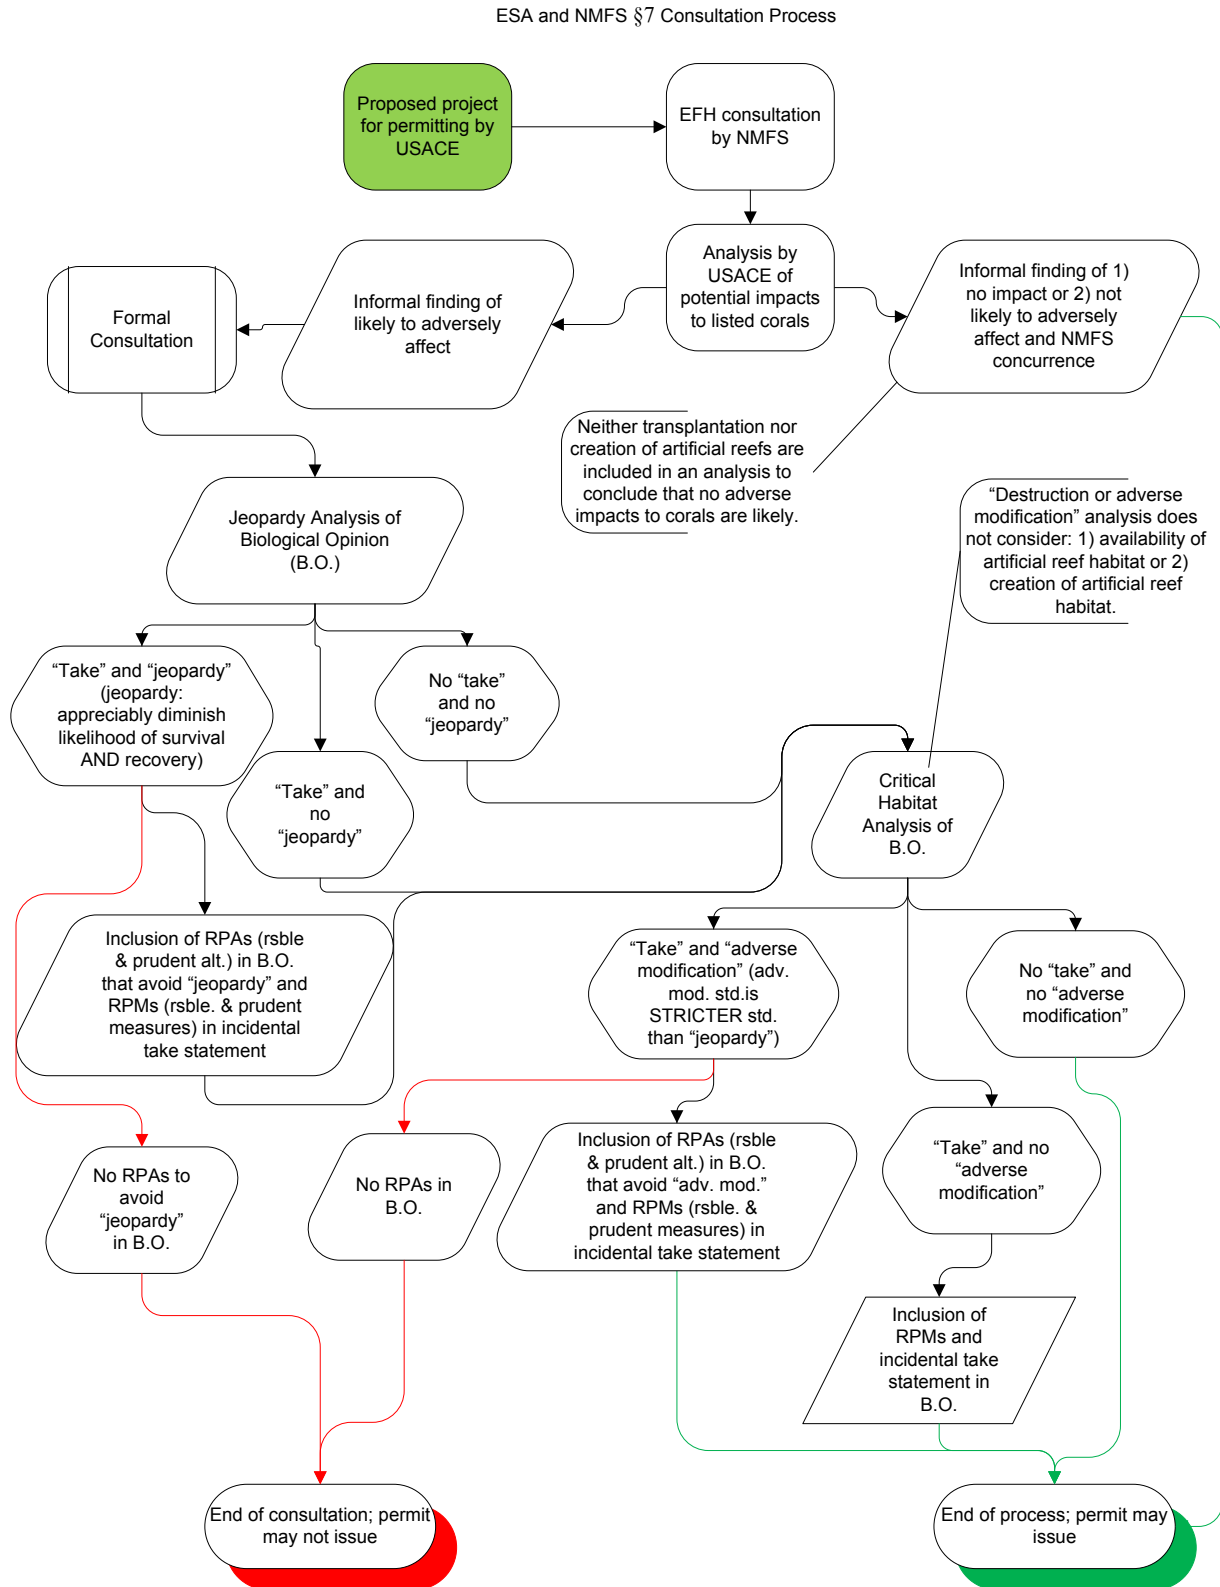 ESA and NMFS §7 Consultation Process
Proposed project
for permitting by
USACE
EFH consultation
by NMFS
Analysis by
USACE of
potential impacts
to listed corals
Informal finding of 1)
no impact or 2) not
likely to adversely
affect and NMFS
concurrence
Informal finding of
likely to adversely
affect
Formal
Consultation
Neither transplantation nor
creation of artificial reefs are
included in an analysis to
conclude that no adverse
impacts to corals are likely.
“Destruction or adverse
modification” analysis does
not consider: 1) availability of
artificial reef habitat or 2)
creation of artificial reef
habitat.
Jeopardy Analysis of
Biological Opinion
(B.O.)
“Take” and “jeopardy”
(jeopardy:
appreciably diminish
likelihood of survival
AND recovery)
No “take”
and no
“jeopardy”
“Take” and
no
“jeopardy”
Critical
Habitat
Analysis of
B.O.
Inclusion of RPAs (rsble
& prudent alt.) in B.O.
that avoid “jeopardy” and
RPMs (rsble. & prudent
measures) in incidental
take statement
“Take” and “adverse
modification” (adv.
mod. std.is
STRICTER std.
than “jeopardy”)
No “take” and
no “adverse
modification”
No RPAs to
avoid
“jeopardy”
in B.O.
No RPAs in
B.O.
Inclusion of RPAs (rsble
& prudent alt.) in B.O.
that avoid “adv. mod.”
and RPMs (rsble. &
prudent measures) in
incidental take statement
“Take” and no
“adverse
modification”
Inclusion of
RPMs and
incidental take
statement in
B.O.
End of consultation; permit
may not issue
End of process; permit may
issue